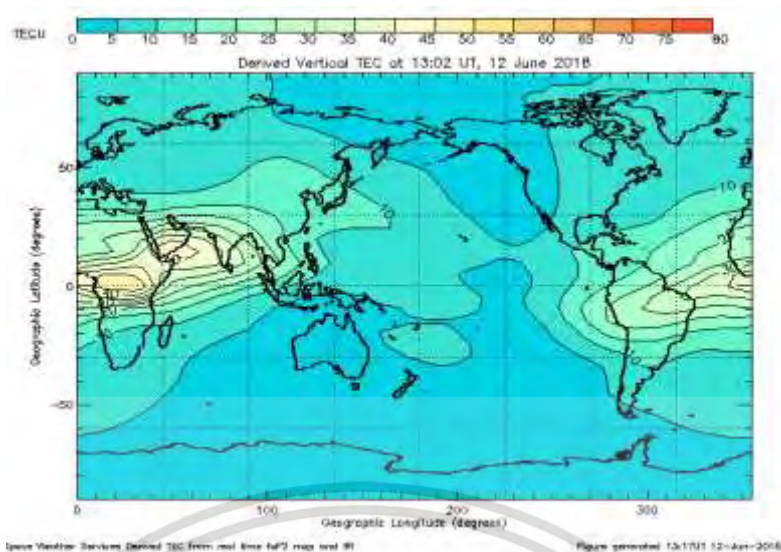 TECU
0 5 10 15 20 25 30 35 40 45 50 55 60 65 70 75 80
Derived Vertical TEC at 13:02 UT, 12 June 2018
Geographic Latitude (degrees)
50
0
-50
10
10
10
0 100 200 300
Geographic Longitude (degrees)
Space Weather Services Derived TEC from real time foF2 map and IRI
Figure generated 13:17UT 12-Jun-2018